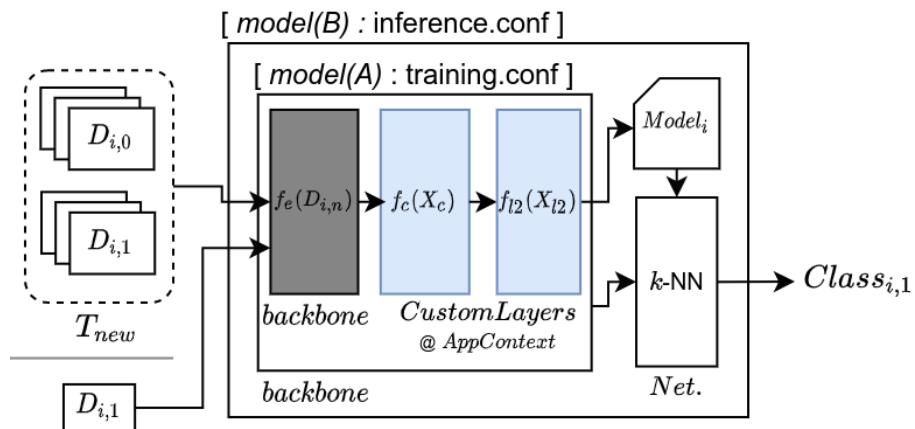 [ model(B) : inference.conf ]
[ model(A) : training.conf ]
D_{i,0}
D_{i,1}
T_{new}
D_{i,1}
f_e(D_{i,n})
f_c(X_c)
f_{l2}(X_{l2})
backbone
CustomLayers
@ AppContext
backbone
Model_i
k-NN
Net.
Class_{i,1}